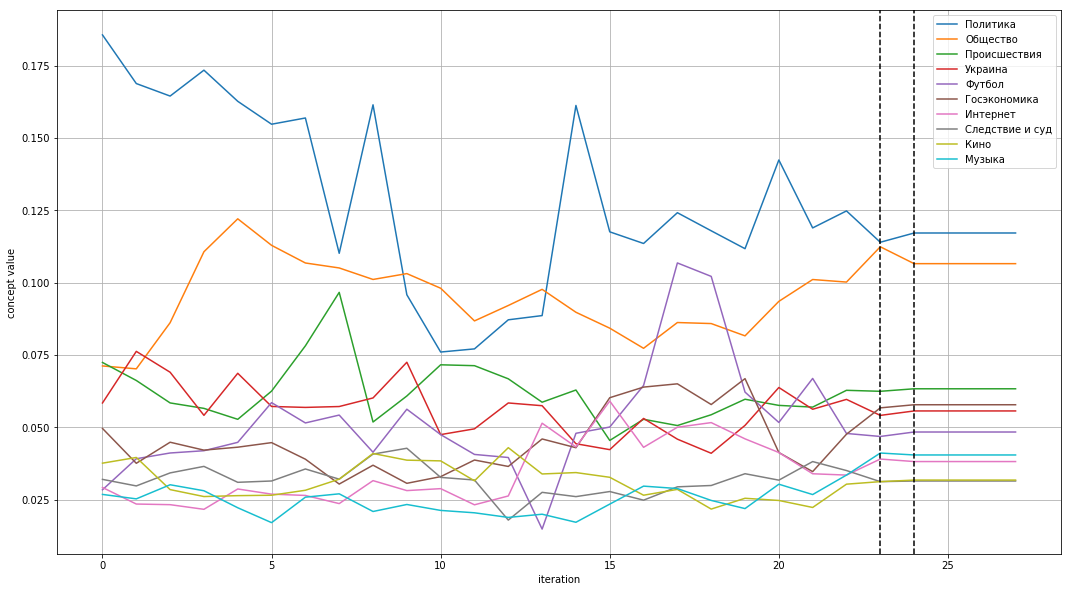 Политика
Общество
Происшествия
Украина
Футбол
Госэкономика
Интернет
Следствие и суд
Кино
Музыка
concept value
0.175
0.150
0.125
0.100
0.075
0.050
0.025
0 5 10 15 20 25
iteration